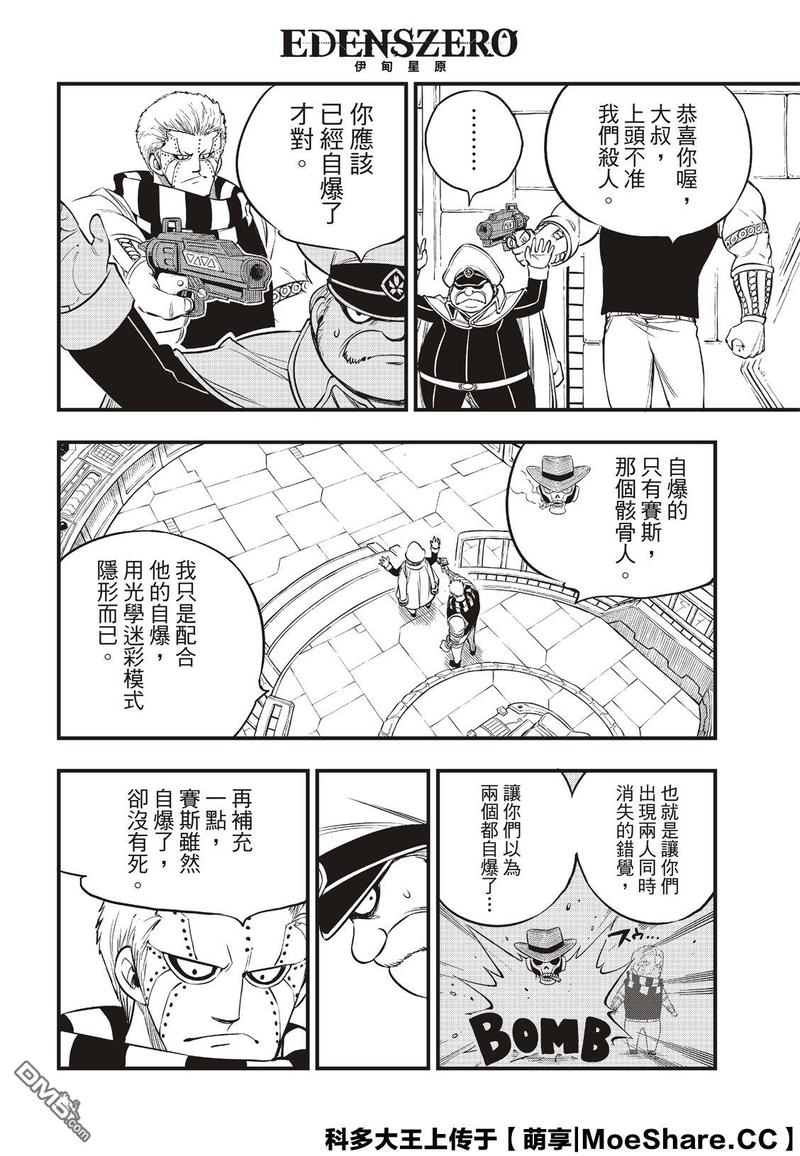 EDENSZERO
伊甸星原
恭喜你喔，
大叔，
上頭不准
我們殺人。
……
你應該
已經自爆了
才對。
自爆的
只有賽斯，
那個骸骨人。
我只是配合
他的自爆，
用光學迷彩模式
隱形而已。
也就是讓你們
出現兩人同時
消失的錯覺，
讓你們以為
兩個都自爆了…
スゥ…
BOMB
再補充
一點，
賽斯雖然
自爆了，
卻沒有死。
DM5.com
科多大王上传于【萌享|MoeShare.CC】